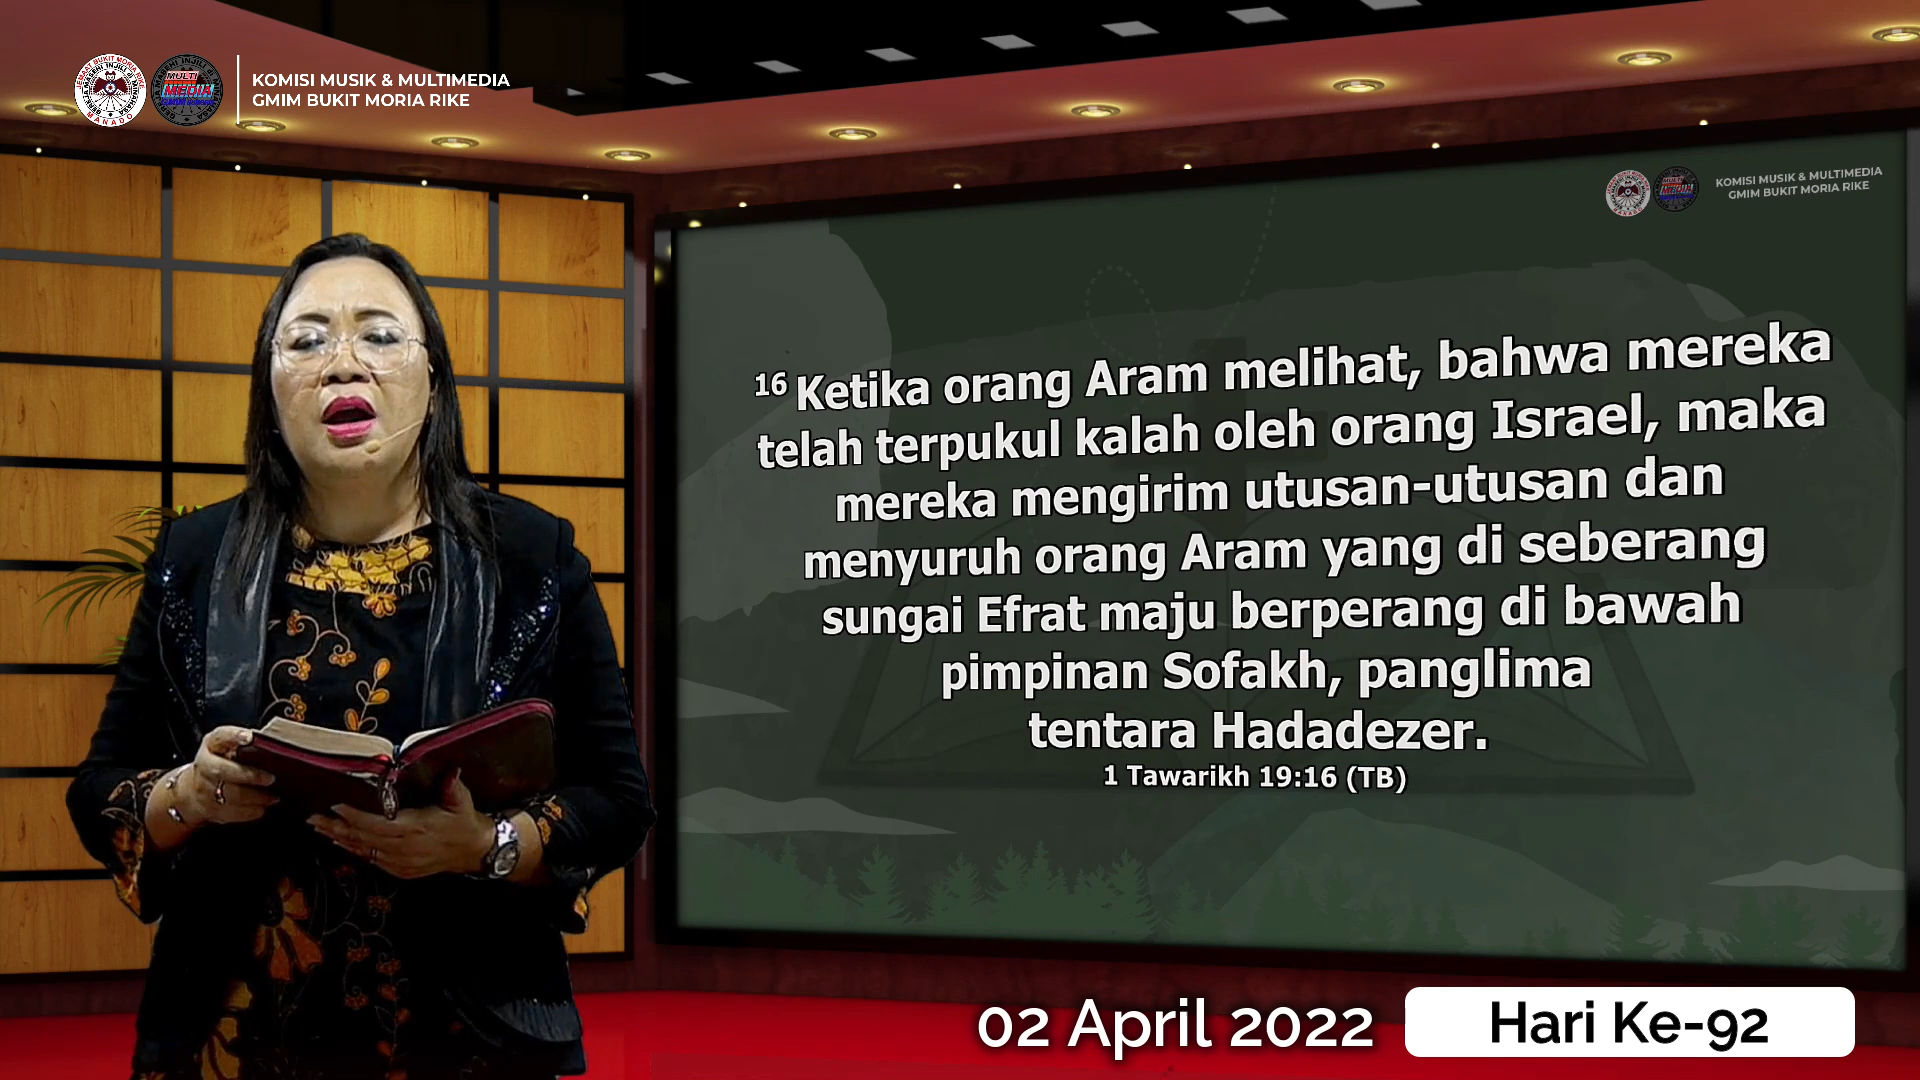 KOMISI MUSIK & MULTIMEDIA
GMIM BUKIT MORIA RIKE
MULTI
MEDIA
MANADO
KOMISI MUSIK & MULTIMEDIA
GMIM BUKIT MORIA RIKE
16 Ketika orang Aram melihat, bahwa mereka
telah terpukul kalah oleh orang Israel, maka
mereka mengirim utusan-utusan dan
menyuruh orang Aram yang di seberang
sungai Efrat maju berperang di bawah
pimpinan Sofakh, panglima
tentara Hadadezer.
1 Tawarikh 19:16 (TB)
02 April 2022
Hari Ke-92